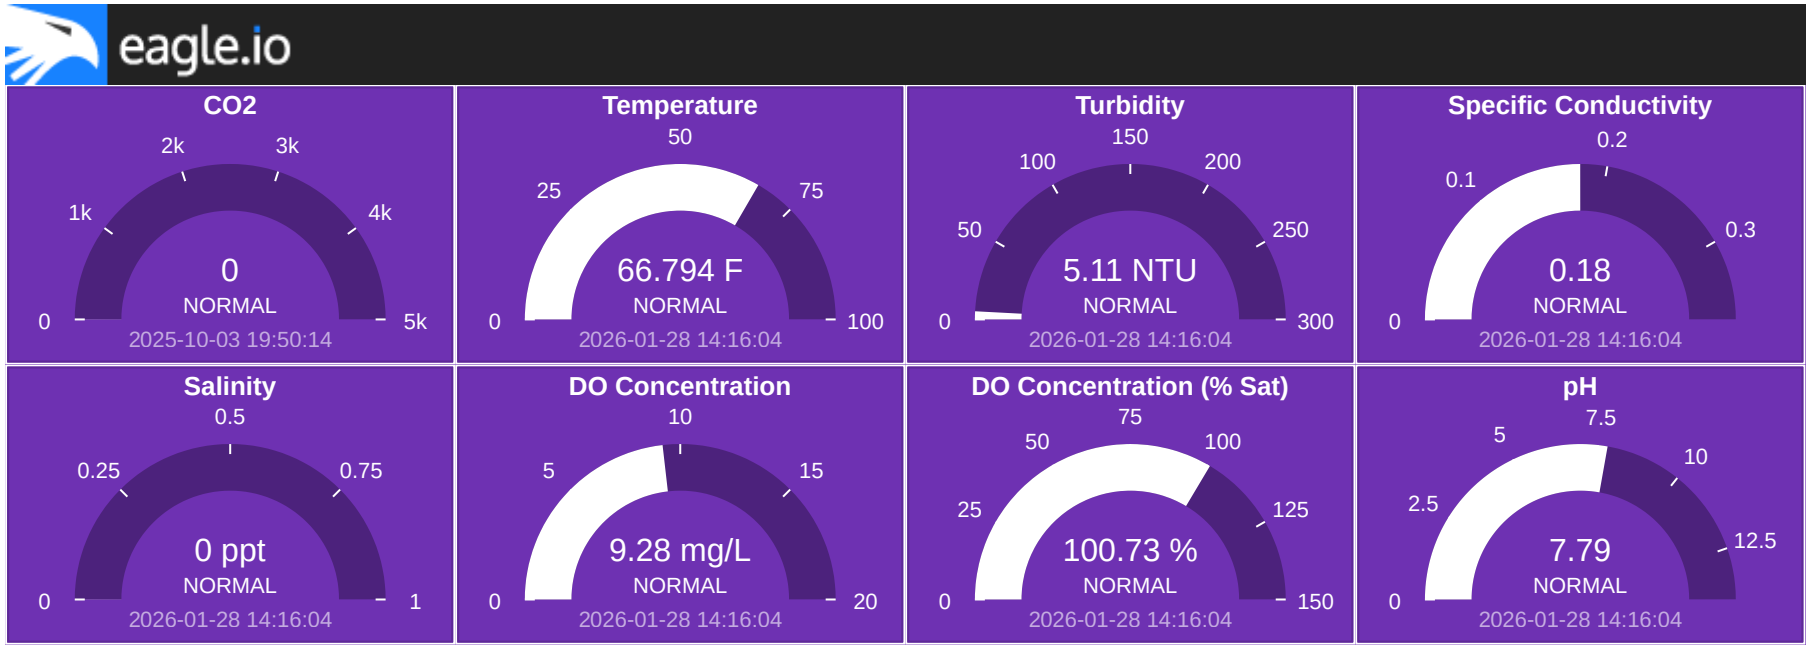 eagle.io
CO2
2k
3k
1k
4k
0
NORMAL
0
5k
2025-10-03 19:50:14
Temperature
50
25
75
66.794 F
NORMAL
0
100
2026-01-28 14:16:04
Turbidity
150
100
200
50
250
5.11 NTU
NORMAL
0
300
2026-01-28 14:16:04
Specific Conductivity
0.2
0.1
0.3
0.18
NORMAL
0
2026-01-28 14:16:04
Salinity
0.5
0.25
0.75
0 ppt
NORMAL
0
1
2026-01-28 14:16:04
DO Concentration
10
5
15
9.28 mg/L
NORMAL
0
20
2026-01-28 14:16:04
DO Concentration (% Sat)
75
50
100
25
125
100.73 %
NORMAL
0
150
2026-01-28 14:16:04
pH
7.5
5
10
2.5
12.5
7.79
NORMAL
0
2026-01-28 14:16:04